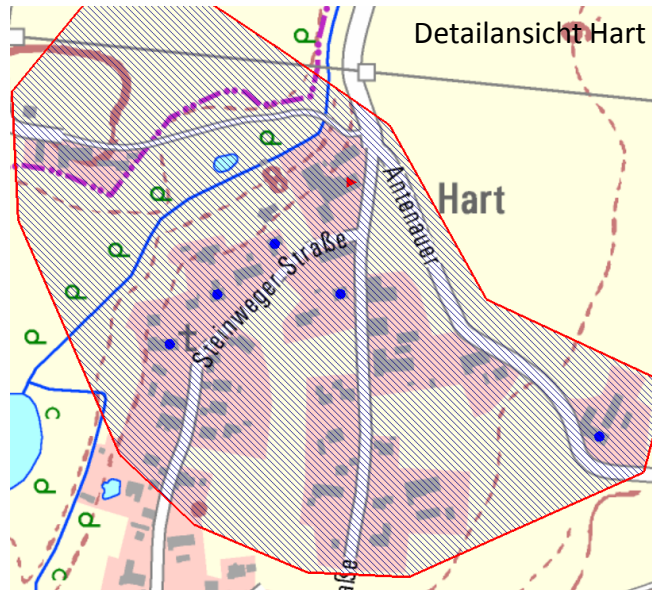 Detailansicht Hart
Hart
Antenauer
Steinweger Straße
aße